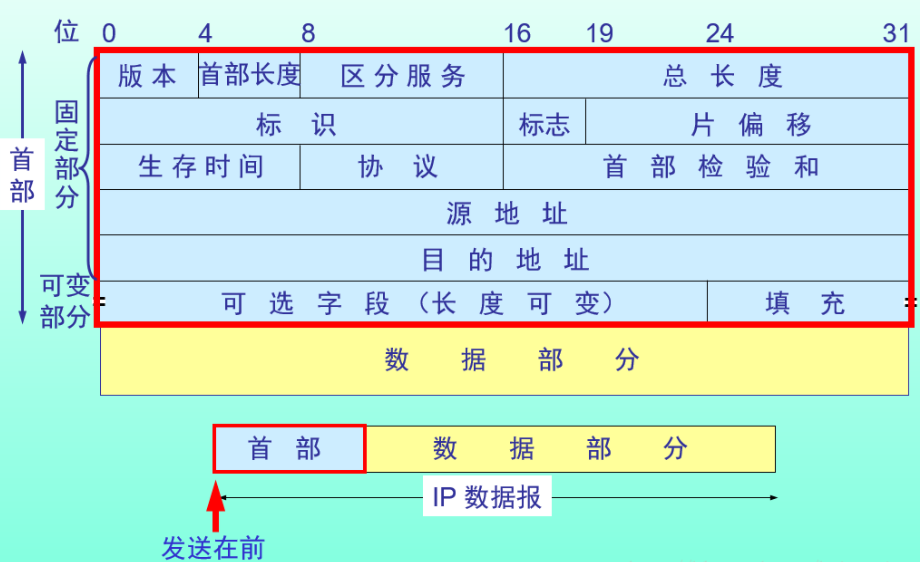 位 0 4 8 16 19 24 31
版本 首部长度 区分服务 总长度
标识 标志 片偏移
生存时间 协议 首部检验和
源地址
目的地址
可选字段（长度可变） 填充
固定部分
首部
可变部分
数据部分
首部 数据部分
IP 数据报
发送在前